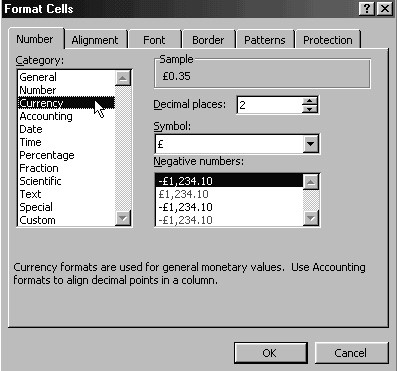 Format Cells
Number
Alignment
Font
Border
Patterns
Protection
Category:
General
Number
Currency
Accounting
Date
Time
Percentage
Fraction
Scientific
Text
Special
Custom
Sample
£0.35
Decimal places: 2
Symbol:
£
Negative numbers:
-£1,234.10
£1,234.10
-£1,234.10
-£1,234.10
Currency formats are used for general monetary values.  Use Accounting
formats to align decimal points in a column.
OK
Cancel